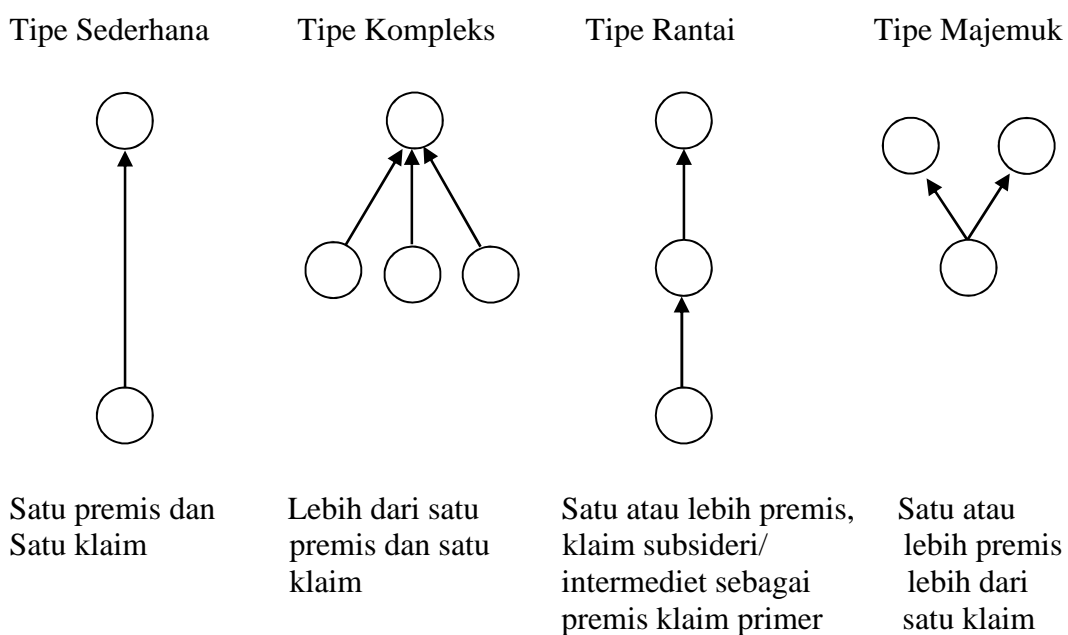 Tipe Sederhana
Tipe Kompleks
Tipe Rantai
Tipe Majemuk
Satu premis dan
Satu klaim
Lebih dari satu
premis dan satu
klaim
Satu atau lebih premis,
klaim subsideri/
intermediet sebagai
premis klaim primer
Satu atau
lebih premis
lebih dari
satu klaim